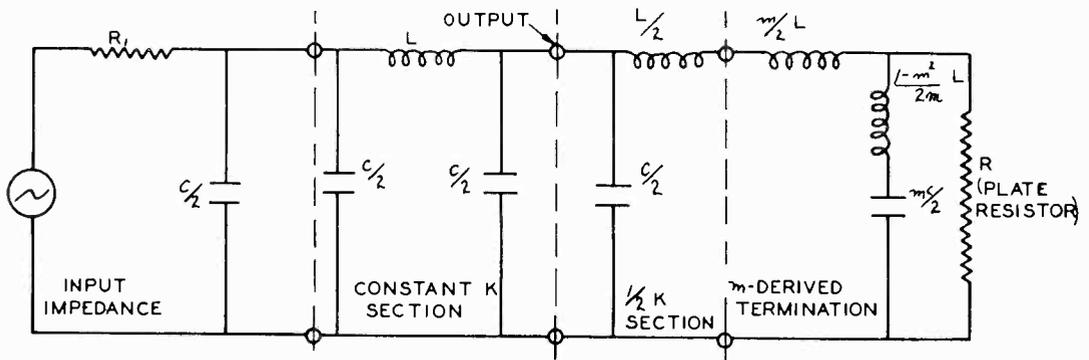 R₁
C/2
INPUT
IMPEDANCE
C/2
L
C/2
CONSTANT K
SECTION
OUTPUT
C/2
L/2
1/2 K
SECTION
m/2 L
m-DERIVED
TERMINATION
1-m²
2m
L
mC/2
R
(PLATE
RESISTOR)